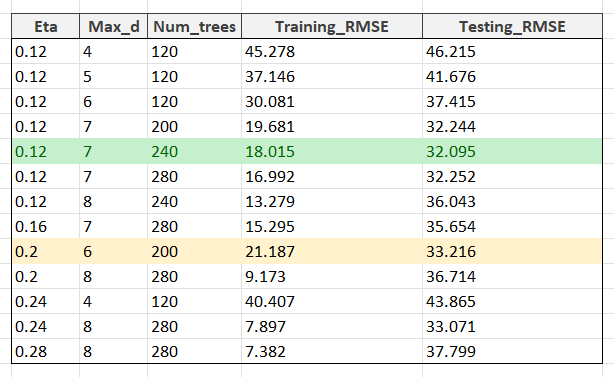 Eta Max_d Num_trees Training_RMSE Testing_RMSE
0.12 4 120 45.278 46.215
0.12 5 120 37.146 41.676
0.12 6 120 30.081 37.415
0.12 7 200 19.681 32.244
0.12 7 240 18.015 32.095
0.12 7 280 16.992 32.252
0.12 8 240 13.279 36.043
0.16 7 280 15.295 35.654
0.2 6 200 21.187 33.216
0.2 8 280 9.173 36.714
0.24 4 120 40.407 43.865
0.24 8 280 7.897 33.071
0.28 8 280 7.382 37.799